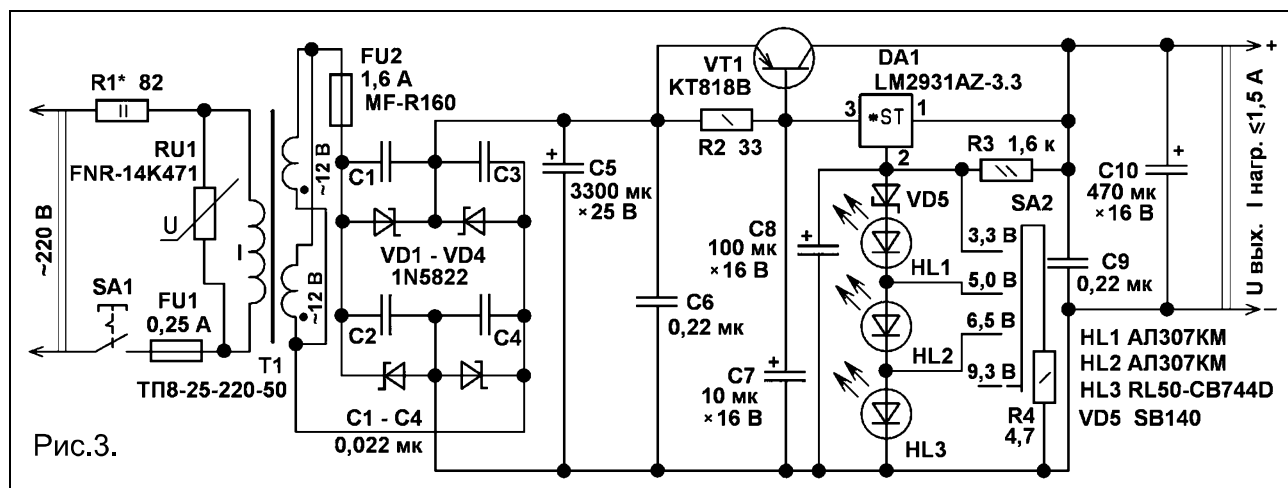 R1* 82
RU1
FNR-14K471
U
~220 В
SA1
FU1
0,25 А
I
T1
ТП8-25-220-50
~12 В
~12 В
FU2
1,6 А
MF-R160
C1
C3
VD1 - VD4
1N5822
C2
C4
C1 - C4
0,022 мк
C5
3300 мк
×25 В
C6
0,22 мк
VT1
КТ818В
R2 33
C7
10 мк
×16 В
DA1
LM2931AZ-3.3
3
*ST
1
2
R3 1,6 к
VD5
C8
100 мк
×16 В
HL1
HL2
HL3
SA2
3,3 В
5,0 В
6,5 В
9,3 В
R4
4,7
C9
0,22 мк
C10
470 мк
×16 В
+
U вых. I нагр. ≤1,5 А
−
HL1 АЛ307КМ
HL2 АЛ307КМ
HL3 RL50-CB744D
VD5 SB140
Рис.3.